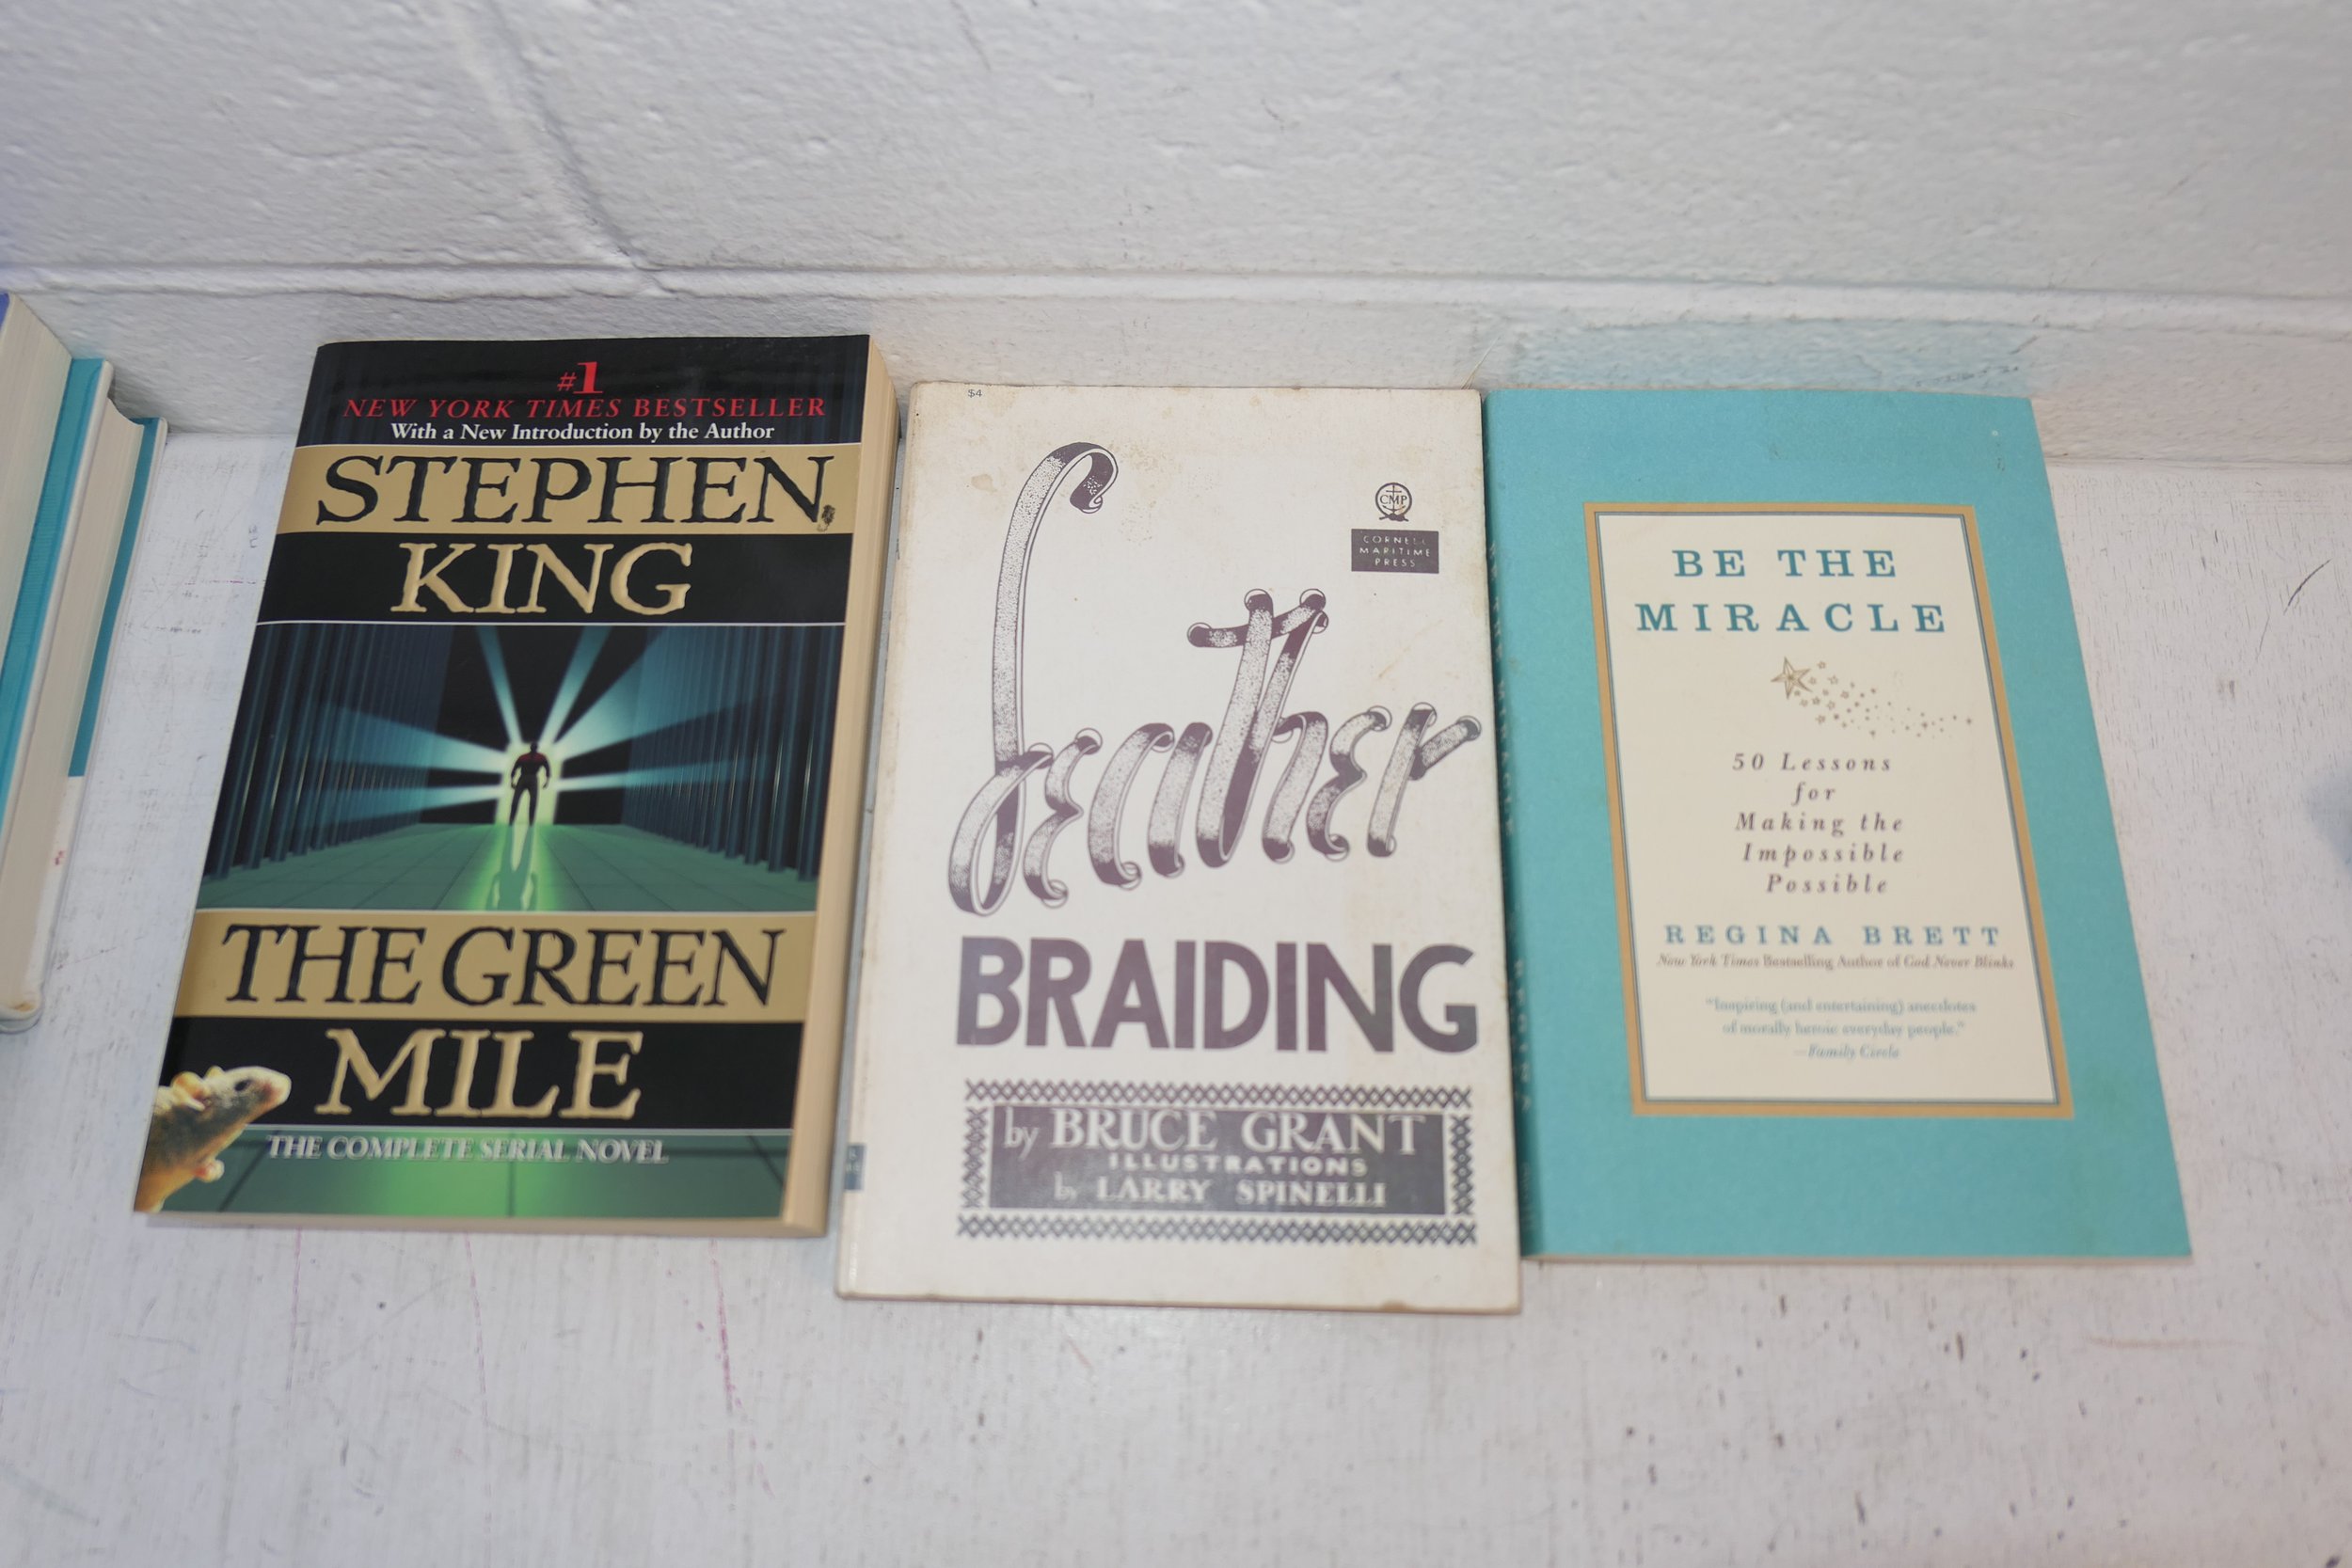 #1
NEW YORK TIMES BESTSELLER
With a New Introduction by the Author
STEPHEN
KING
THE GREEN
MILE
THE COMPLETE SERIAL NOVEL
$4
CMP
CORNELL
MARITIME
PRESS
Leather
BRAIDING
by BRUCE GRANT
ILLUSTRATIONS
by LARRY SPINELLI
BE THE
MIRACLE
50 Lessons
for
Making the
Impossible
Possible
REGINA BRETT
New York Times Bestselling Author of God Never Blinks
"Inspiring (and entertaining) anecdotes
of morally heroic everyday people."
—Family Circle